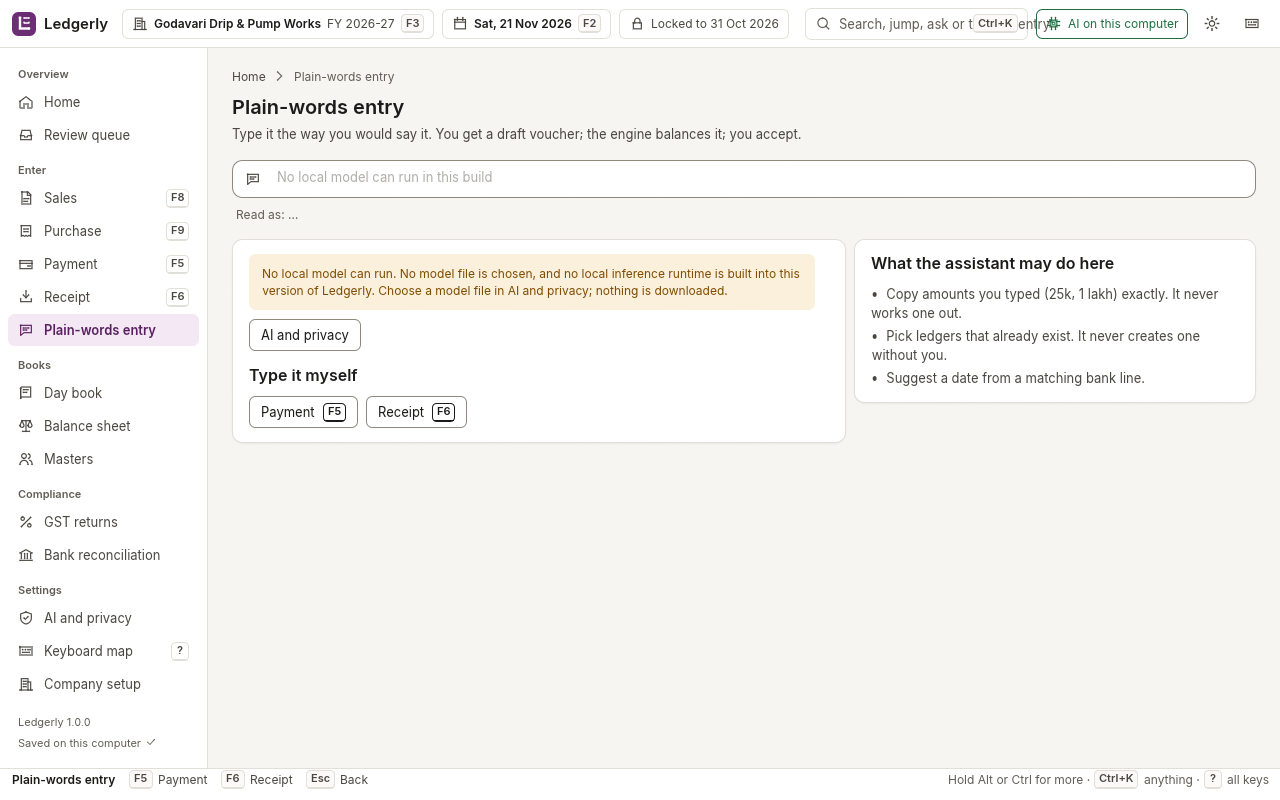 Ledgerly
Godavari Drip & Pump Works FY 2026-27 F3
Sat, 21 Nov 2026 F2
Locked to 31 Oct 2026
Search, jump, ask or t Ctrl+K entry
AI on this computer
Overview
Home
Review queue
Enter
Sales F8
Purchase F9
Payment F5
Receipt F6
Plain-words entry
Books
Day book
Balance sheet
Masters
Compliance
GST returns
Bank reconciliation
Settings
AI and privacy
Keyboard map ?
Company setup
Ledgerly 1.0.0
Saved on this computer
Home > Plain-words entry
Plain-words entry
Type it the way you would say it. You get a draft voucher; the engine balances it; you accept.
No local model can run in this build
Read as: ...
No local model can run. No model file is chosen, and no local inference runtime is built into this
version of Ledgerly. Choose a model file in AI and privacy; nothing is downloaded.
AI and privacy
Type it myself
Payment F5 Receipt F6
What the assistant may do here
• Copy amounts you typed (25k, 1 lakh) exactly. It never
works one out.
• Pick ledgers that already exist. It never creates one
without you.
• Suggest a date from a matching bank line.
Plain-words entry F5 Payment F6 Receipt Esc Back
Hold Alt or Ctrl for more · Ctrl+K anything · ? all keys